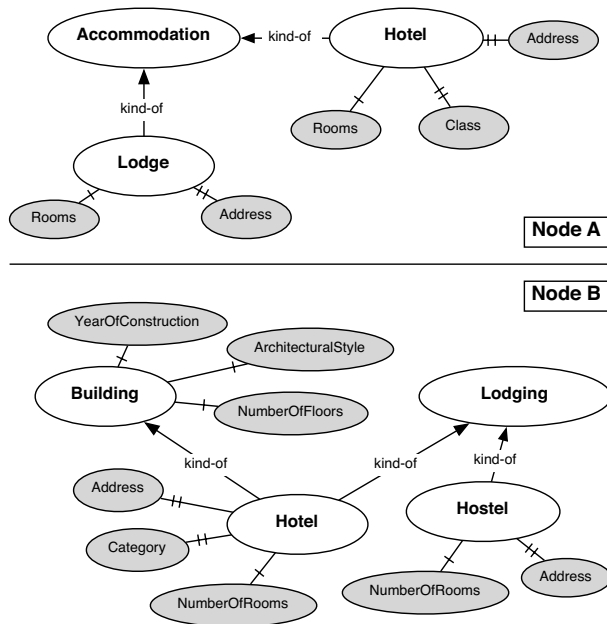 Accommodation
kind-of
Hotel
Address
kind-of
Rooms
Class
Lodge
Rooms
Address
Node A
Node B
YearOfConstruction
ArchitecturalStyle
Building
Lodging
NumberOfFloors
kind-of
kind-of
kind-of
Address
Hotel
Hostel
Category
NumberOfRooms
Address
NumberOfRooms